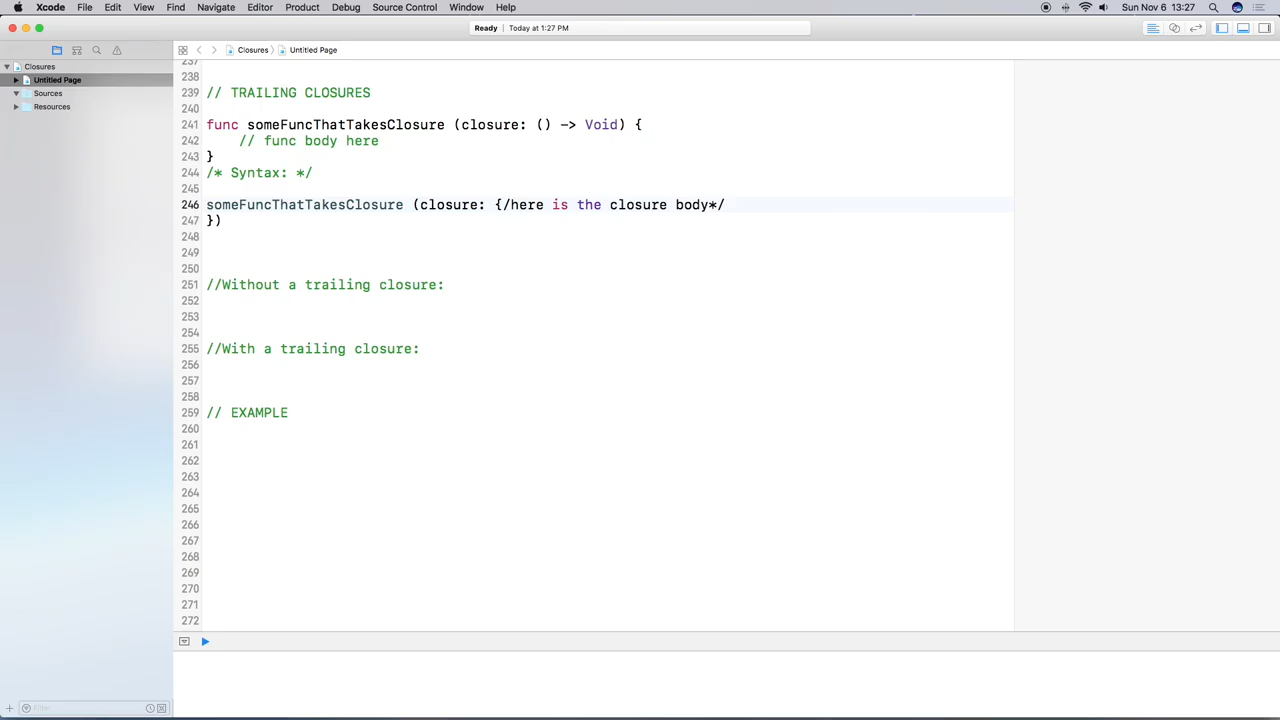 Xcode File Edit View Find Navigate Editor Product Debug Source Control Window Help Sun Nov 6 13:27
Ready Today at 1:27 PM
Closures Untitled Page
Closures
Untitled Page
Sources
Resources
237
238
239 // TRAILING CLOSURES
240
241 func someFuncThatTakesClosure (closure: () -> Void) {
242 // func body here
243 }
244 /* Syntax: */
245
246 someFuncThatTakesClosure (closure: {/here is the closure body*/
247 })
248
249
250
251 //Without a trailing closure:
252
253
254
255 //With a trailing closure:
256
257
258
259 // EXAMPLE
260
261
262
263
264
265
266
267
268
269
270
271
272
Filter